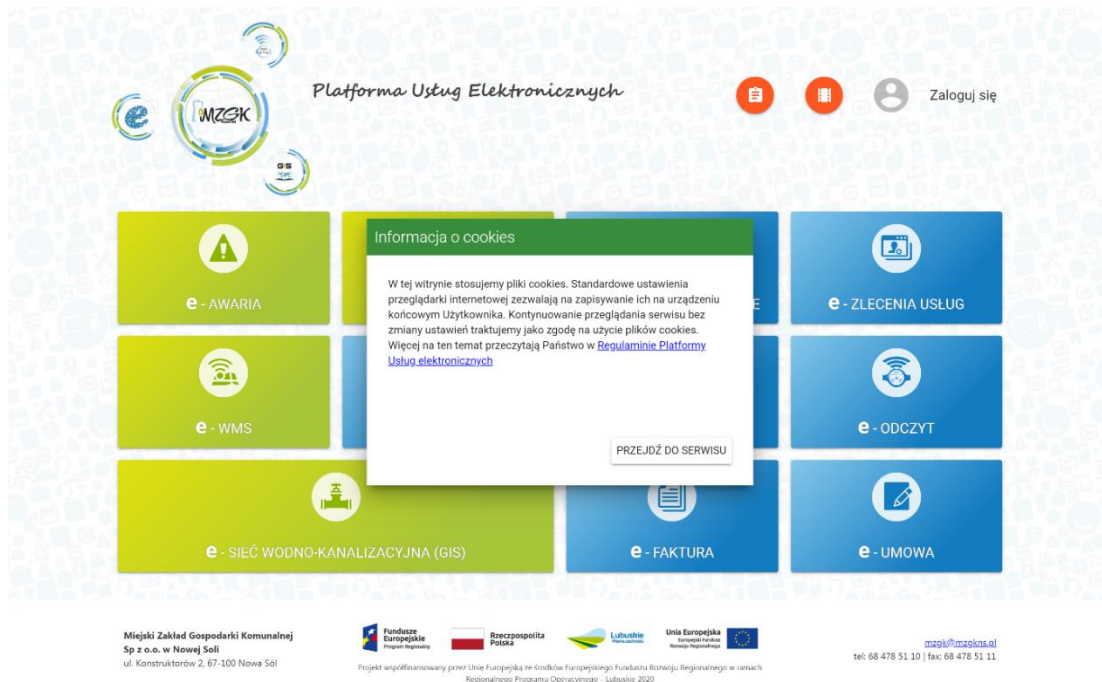 Platforma Usług Elektronicznych
Zaloguj się
e
MZGK
GIS
e - AWARIA
Informacja o cookies
W tej witrynie stosujemy pliki cookies. Standardowe ustawienia
przeglądarki internetowej zezwalają na zapisywanie ich na urządzeniu
końcowym Użytkownika. Kontynuowanie przeglądania serwisu bez
zmiany ustawień traktujemy jako zgodę na użycie plików cookies.
Więcej na ten temat przeczytają Państwo w Regulaminie Platformy
Usług elektronicznych
PRZEJDŹ DO SERWISU
e - ZLECENIA USŁUG
e - WMS
e - ODCZYT
e - SIEĆ WODNO-KANALIZACYJNA (GIS)
e - FAKTURA
e - UMOWA
Miejski Zakład Gospodarki Komunalnej
Sp z o.o. w Nowej Soli
ul. Konstruktorów 2, 67-100 Nowa Sól
Fundusze
Europejskie
Program Regionalny
Rzeczpospolita
Polska
Lubuskie
Warte zachodu
Unia Europejska
Europejski Fundusz
Rozwoju Regionalnego
Projekt współfinansowany przez Unię Europejską ze środków Europejskiego Funduszu Rozwoju Regionalnego w ramach
Regionalnego Programu Operacyjnego – Lubuskie 2020
mzgk@mzgkns.pl
tel: 68 478 51 10 | fax: 68 478 51 11